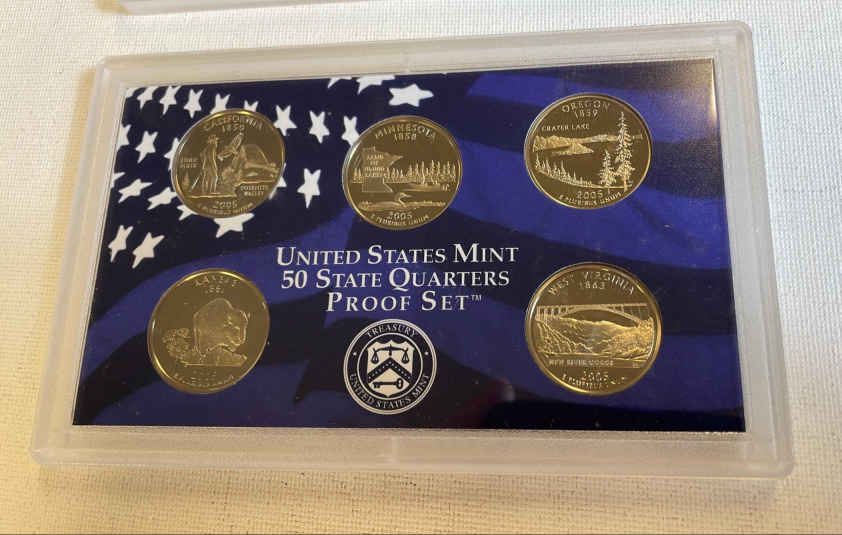 CALIFORNIA
1850
JOHN MUIR
YOSEMITE
VALLEY
2005
E PLURIBUS UNUM
MINNESOTA
1858
LAND OF
10,000 LAKES
2005
E PLURIBUS UNUM
OREGON
1859
CRATER LAKE
2005
E PLURIBUS UNUM
UNITED STATES MINT
50 STATE QUARTERS
PROOF SET™
KANSAS
1861
WEST VIRGINIA
1863
NEW RIVER GORGE
2005
E PLURIBUS UNUM
TREASURY
UNITED STATES MINT